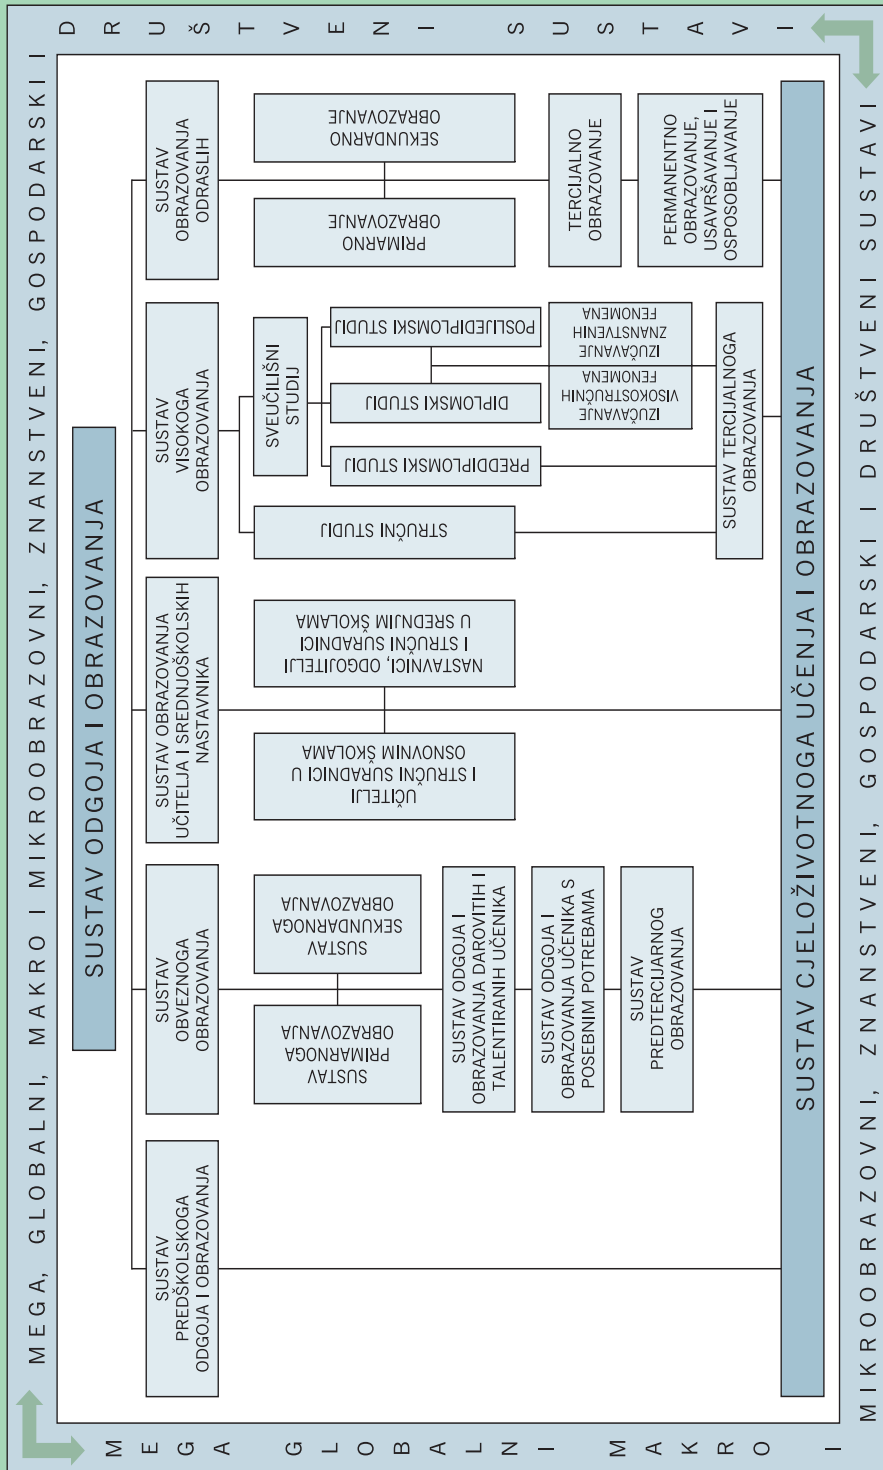 MEGA, GLOBALNI, MAKRO I MIKROOBRAZOVNI, ZNANSTVENI, GOSPODARSKI I
DRUŠTVENI SUSTAVI
SUSTAV ODGOJA I OBRAZOVANJA
SUSTAV
PREDŠKOLSKOGA
ODGOJA I OBRAZOVANJA
SUSTAV
OBVEZNOGA
OBRAZOVANJA
SUSTAV
PRIMARNOGA
OBRAZOVANJA
SUSTAV
SEKUNDARNOGA
OBRAZOVANJA
SUSTAV ODGOJA I
OBRAZOVANJA DAROVITIH I
TALENTIRANIH UČENIKA
SUSTAV ODGOJA I
OBRAZOVANJA UČENIKA S
POSEBNIM POTREBAMA
SUSTAV
PREDTERCIJARNOG
OBRAZOVANJA
SUSTAV OBRAZOVANJA
UČITELJA I SREDNJOŠKOLSKIH
NASTAVNIKA
UČITELJI
I STRUČNI SURADNICI U
OSNOVNIM ŠKOLAMA
NASTAVNICI, ODGOJITELJI
I STRUČNI SURADNICI
U SREDNJIM ŠKOLAMA
SUSTAV
VISOKOGA
OBRAZOVANJA
STRUČNI STUDIJ
SVEUČILIŠNI
STUDIJ
PREDDIPLOMSKI STUDIJ
DIPLOMSKI STUDIJ
POSLIJEDIPLOMSKI STUDIJ
IZUČAVANJE
VISOKOSTRUČNIH
FENOMENA
IZUČAVANJE
ZNANSTVENIH
FENOMENA
SUSTAV TERCIJALNOGA
OBRAZOVANJA
SUSTAV
OBRAZOVANJA
ODRASLIH
PRIMARNO
OBRAZOVANJE
SEKUNDARNO
OBRAZOVANJE
TERCIJALNO
OBRAZOVANJE
PERMANENTNO
OBRAZOVANJE,
USAVRŠAVANJE I
OSPOSOBLJAVANJE
SUSTAV CJELOŽIVOTNOGA UČENJA I OBRAZOVANJA
MEGA GLOBALNI MAKRO I
MIKROOBRAZOVNI, ZNANSTVENI, GOSPODARSKI I DRUŠTVENI SUSTAVI